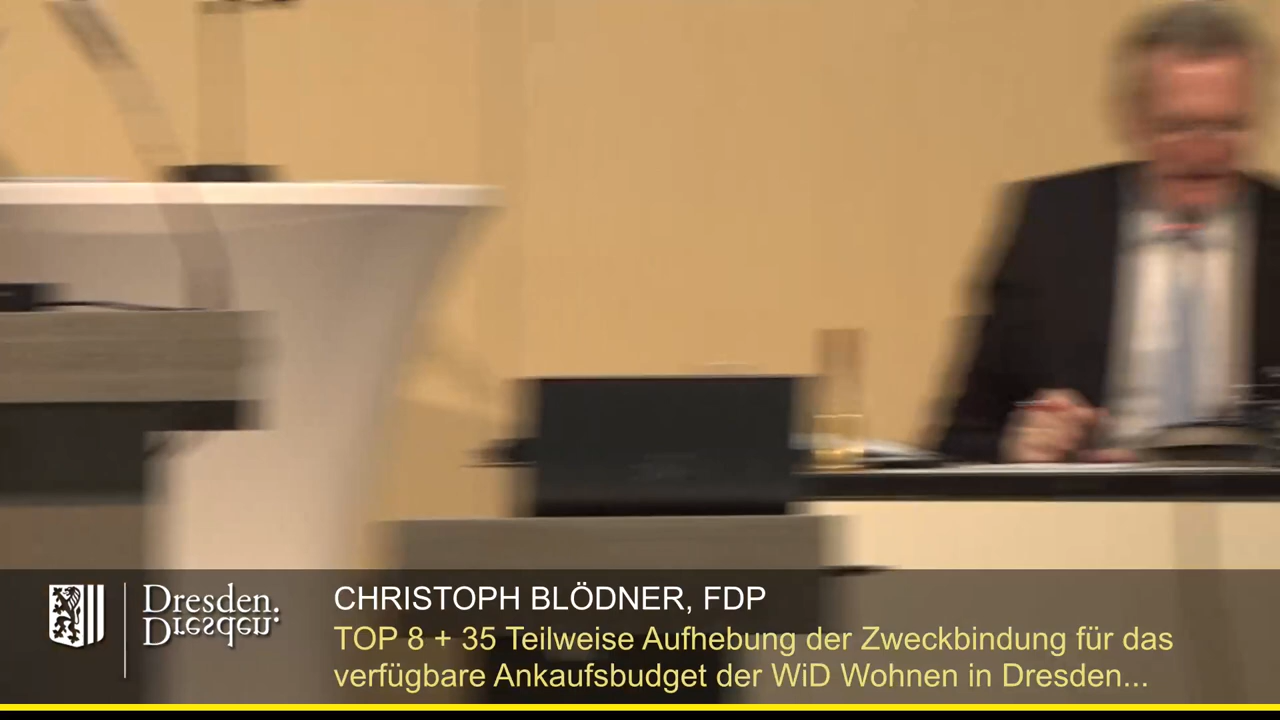 Dresden.
Dresden.
CHRISTOPH BLÖDNER, FDP
TOP 8 + 35 Teilweise Aufhebung der Zweckbindung für das
verfügbare Ankaufsbudget der WiD Wohnen in Dresden...